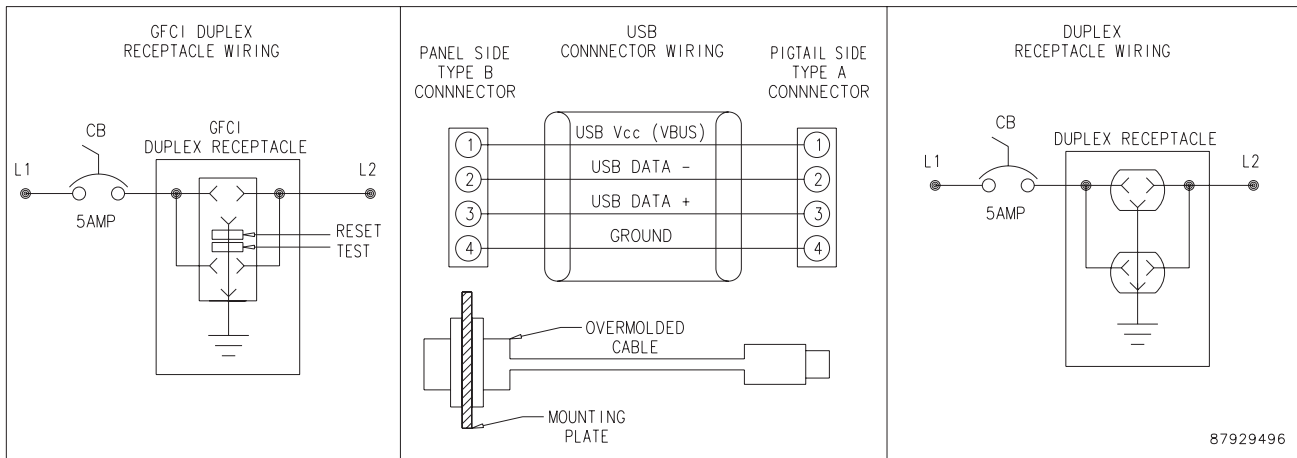 GFCI DUPLEX
RECEPTACLE WIRING
CB
GFCI
DUPLEX RECEPTACLE
L1
L2
5AMP
RESET
TEST
USB
CONNNECTOR WIRING
PANEL SIDE
TYPE B
CONNNECTOR
PIGTAIL SIDE
TYPE A
CONNNECTOR
1 USB Vcc (VBUS) 1
2 USB DATA - 2
3 USB DATA + 3
4 GROUND 4
OVERMOLDED
CABLE
MOUNTING
PLATE
DUPLEX
RECEPTACLE WIRING
CB
DUPLEX RECEPTACLE
L1
L2
5AMP
87929496